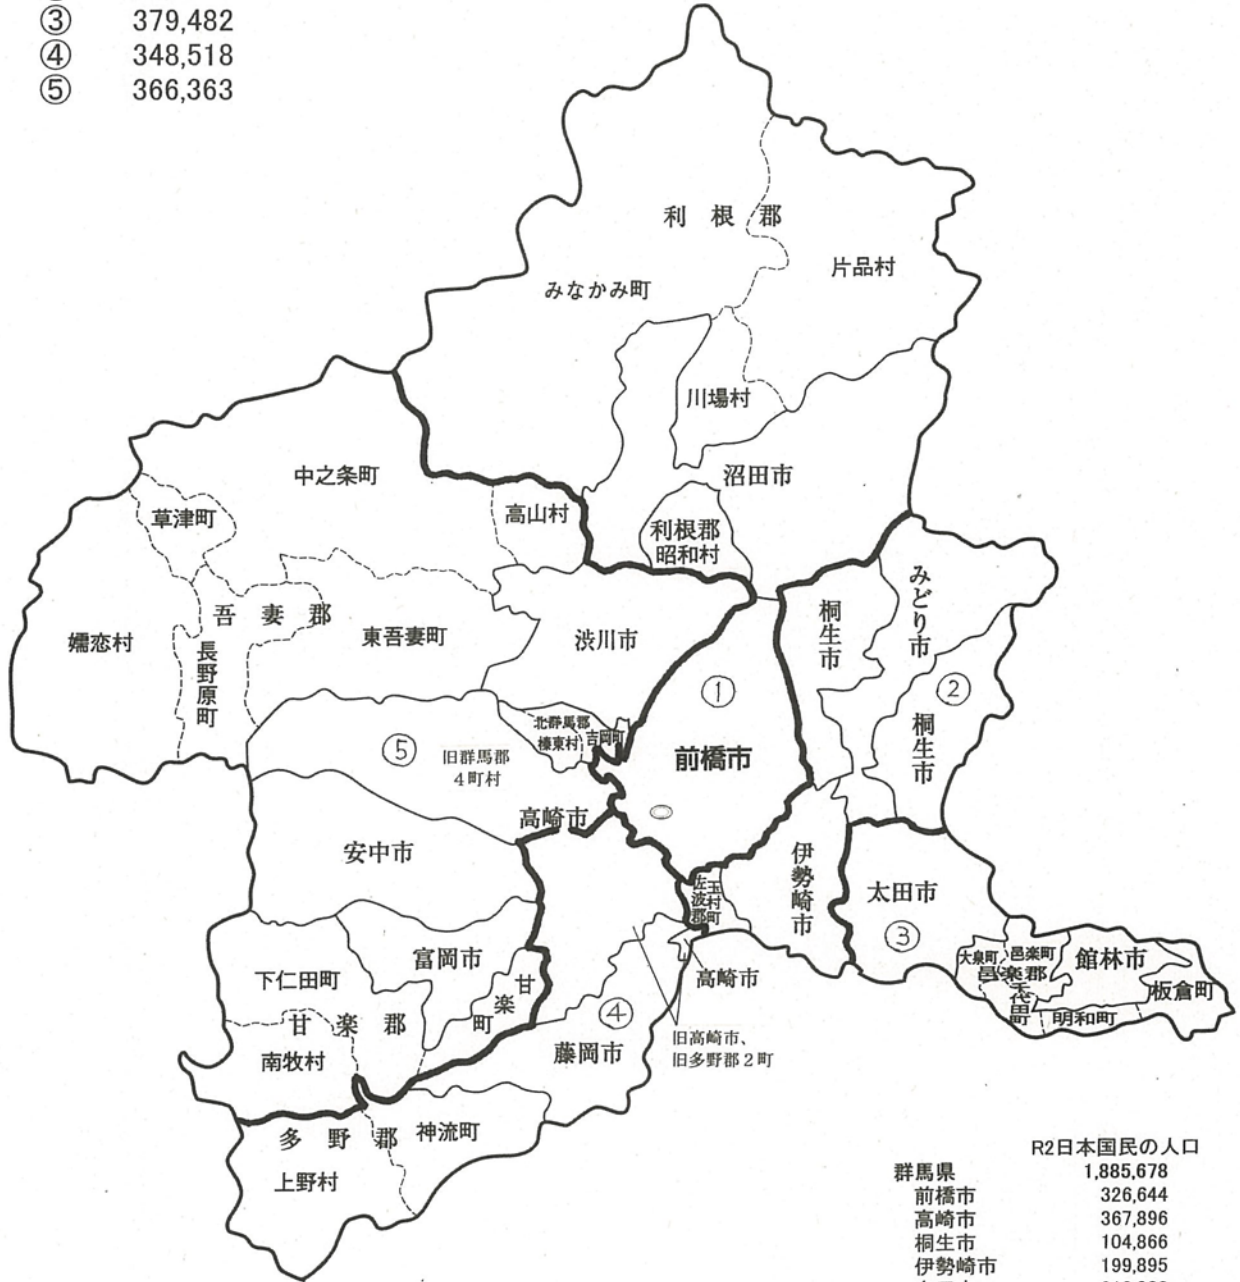 ③ 379,482
④ 348,518
⑤ 366,363
利根郡
片品村
みなかみ町
川場村
中之条町
沼田市
草津町
高山村
利根郡
昭和村
みどり市
桐生市
吾妻郡
嬬恋村
東吾妻町
渋川市
長野原町
①
②
桐生市
北群馬郡
榛東村
吉岡町
⑤
旧群馬郡
4町村
前橋市
高崎市
安中市
伊勢崎市
佐波郡
玉村町
太田市
③
富岡市
高崎市
大泉町
邑楽町
邑楽郡
千代田町
館林市
板倉町
明和町
下仁田町
甘楽町
甘楽郡
④
南牧村
藤岡市
旧高崎市、
旧多野郡2町
多野郡
神流町
上野村
R2日本国民の人口
群馬県 1,885,678
前橋市 326,644
高崎市 367,896
桐生市 104,866
伊勢崎市 199,895